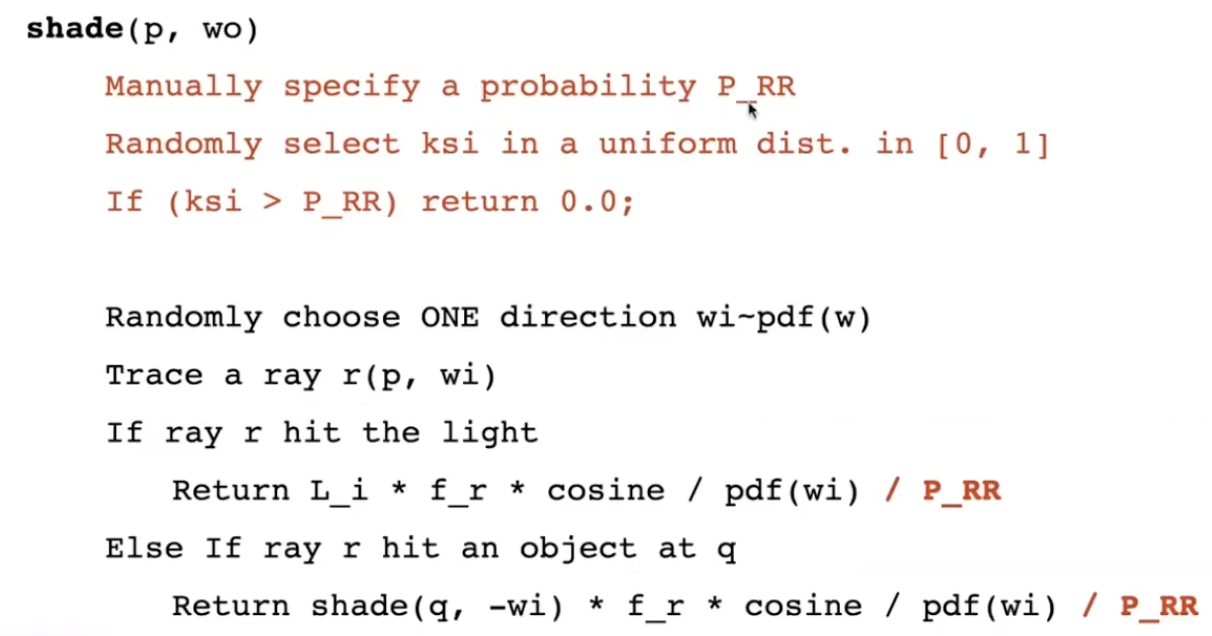 shade(p, wo)
Manually specify a probability P_RR
Randomly select ksi in a uniform dist. in [0, 1]
If (ksi > P_RR) return 0.0;
Randomly choose ONE direction wi~pdf(w)
Trace a ray r(p, wi)
If ray r hit the light
Return L_i * f_r * cosine / pdf(wi) / P_RR
Else If ray r hit an object at q
Return shade(q, -wi) * f_r * cosine / pdf(wi) / P_RR